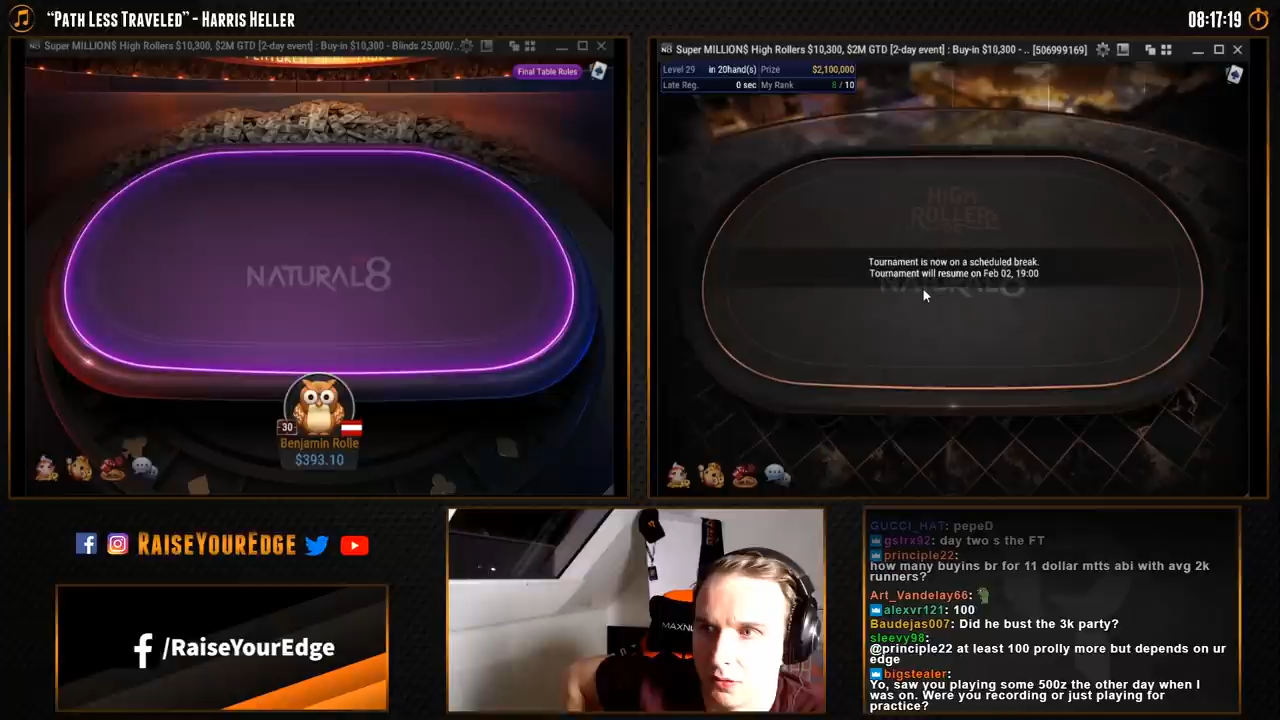 "PATH LESS TRAVELED" - HARRIS HELLER
08:17:19
N8 Super MILLION$ High Rollers $10,300, $2M GTD [2-day event] : Buy-in $10,300 - Blinds 25,000/..
N8 Super MILLION$ High Rollers $10,300, $2M GTD [2-day event] : Buy-in $10,300 - .. [506999169]
Final Table Rules
Level 29 in 20hand(s) Prize $2,100,000
Late Reg. 0 sec My Rank 8 / 10
HIGH
ROLLERS
Tournament is now on a scheduled break.
Tournament will resume on Feb 02, 19:00
NATURAL8
NATURAL8
30
Benjamin Rolle
$393.10
RAISEYOUREDGE
/RaiseYourEdge
MAXN
GUCCI_HAT: pepeD
gstrx92: day two s the FT
principle22:
how many buyins br for 11 dollar mtts abi with avg 2k
runners?
Art_Vandelay66:
alexvr121: 100
Baudejas007: Did he bust the 3k party?
sleevy98:
@principle22 at least 100 prolly more but depends on ur
edge
bigstealer:
Yo, saw you playing some 500z the other day when I
was on. Were you recording or just playing for
practice?